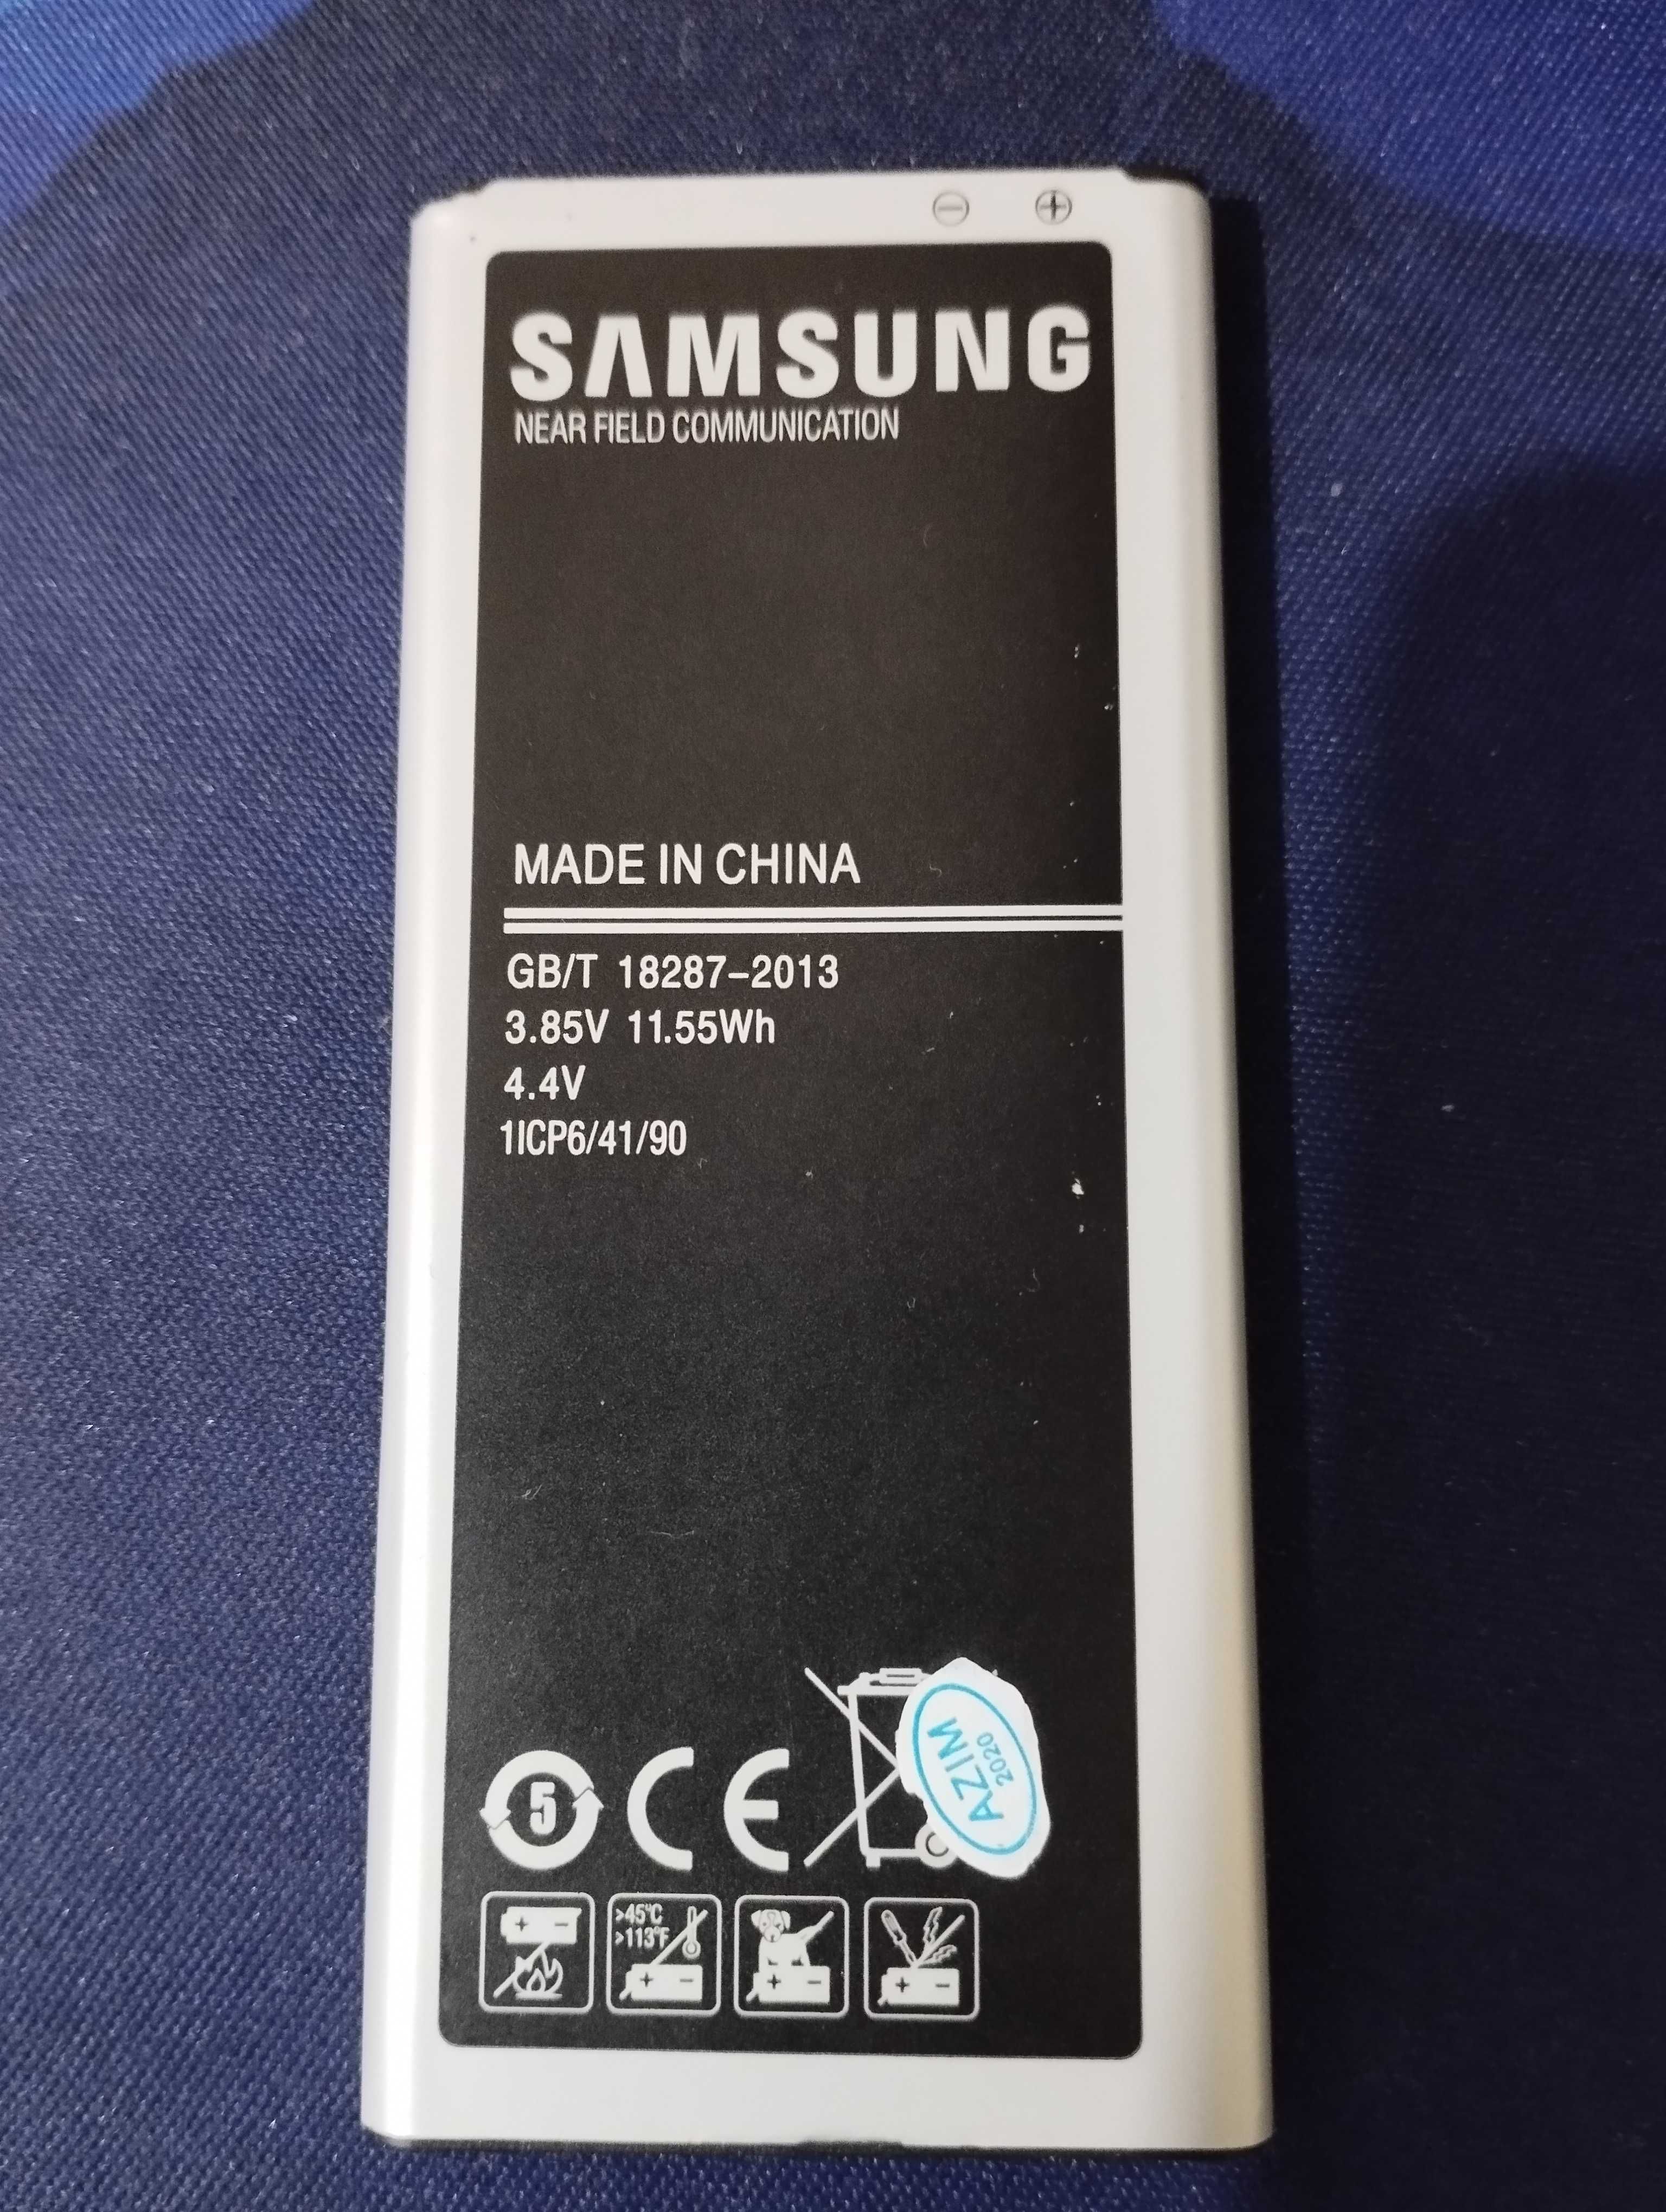 SAMSUNG
NEAR FIELD COMMUNICATION
MADE IN CHINA
GB/T 18287-2013
3.85V 11.55Wh
4.4V
1ICP6/41/90
5 CE
AZIM
2020
>45°C
>113°F